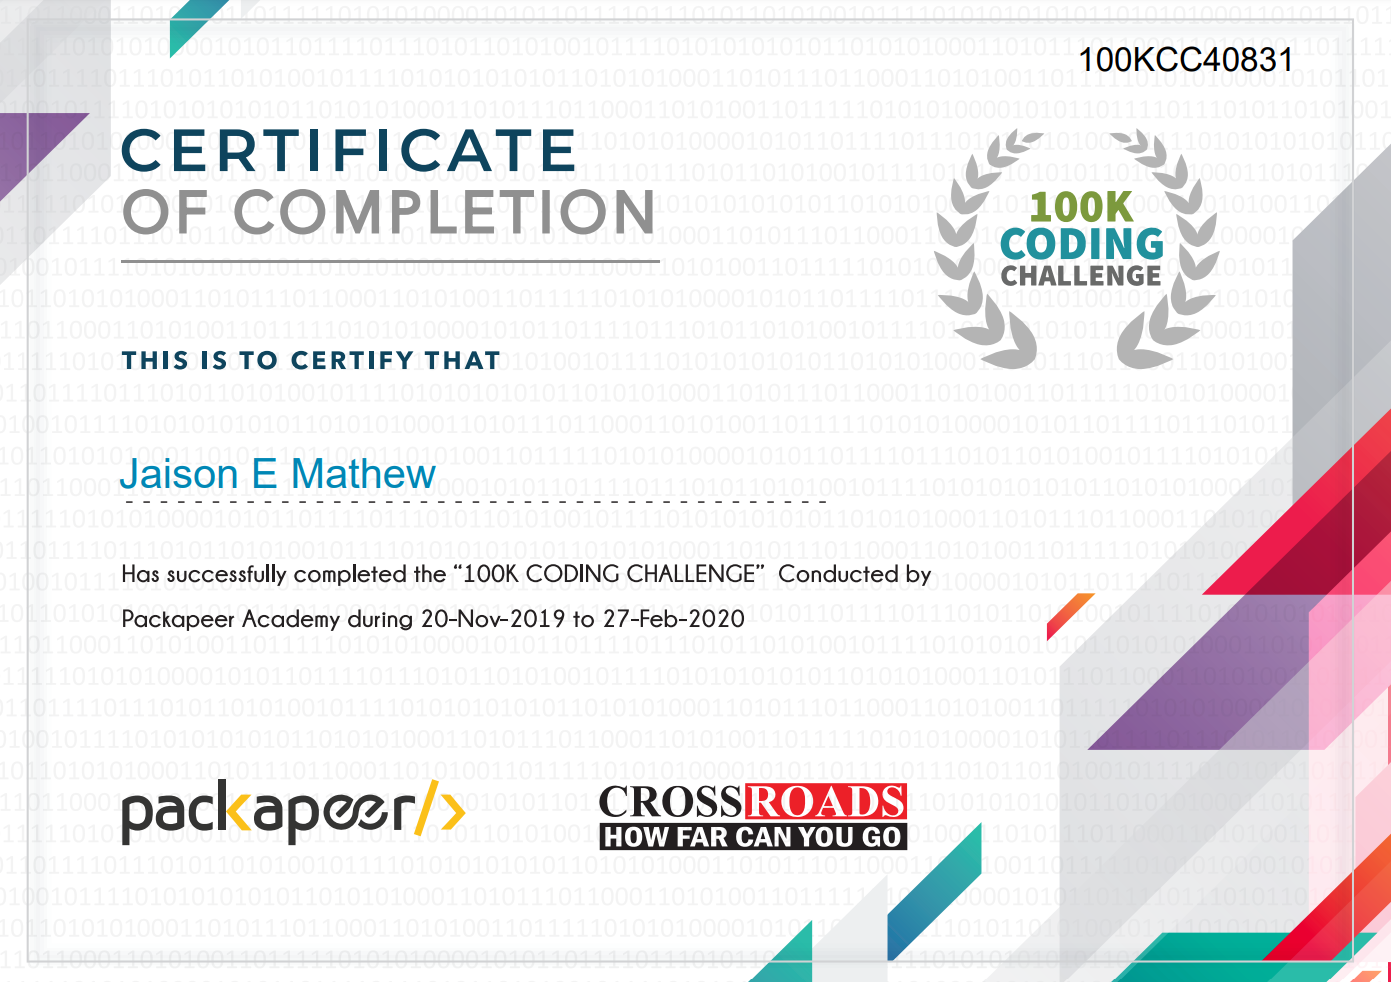 100KCC40831
CERTIFICATE
OF COMPLETION
100K
CODING
CHALLENGE
THIS IS TO CERTIFY THAT
Jaison E Mathew
Has successfully completed the “100K CODING CHALLENGE” Conducted by
Packapeer Academy during 20-Nov-2019 to 27-Feb-2020
packapeer/>
CROSSROADS
HOW FAR CAN YOU GO